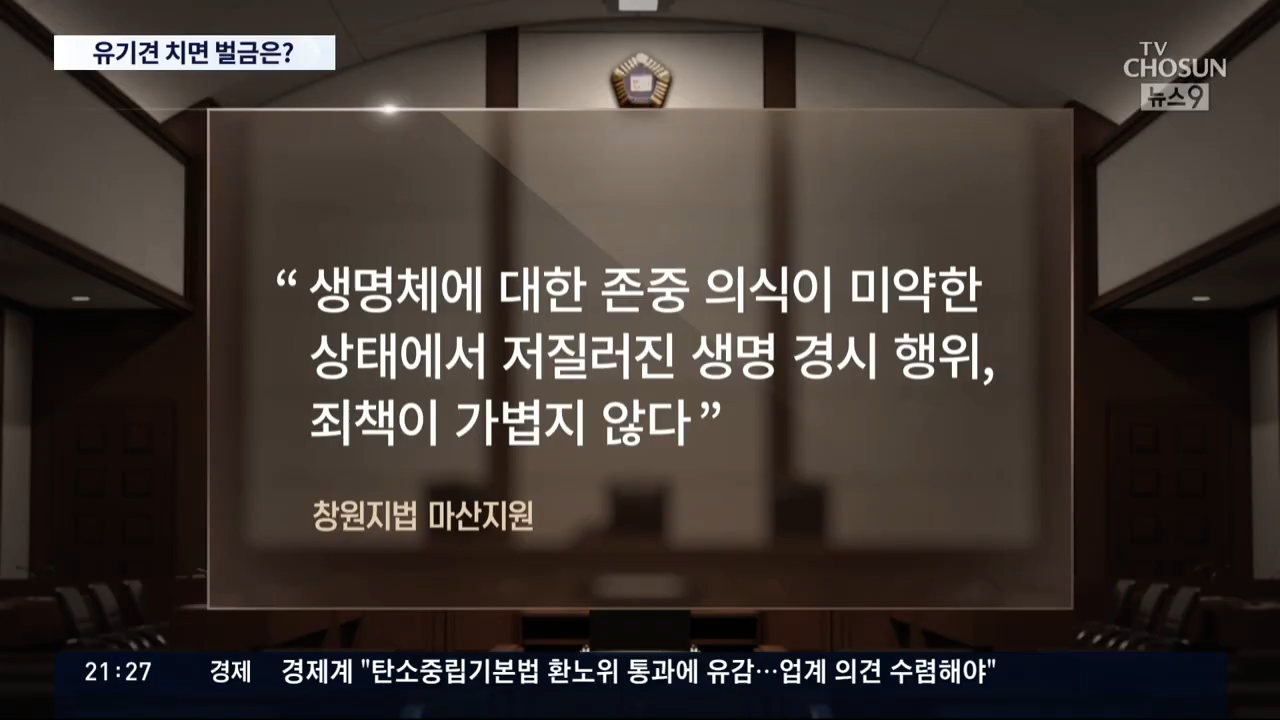 유기견 치면 벌금은?
TV
CHOSUN
뉴스9
“생명체에 대한 존중 의식이 미약한
상태에서 저질러진 생명 경시 행위,
죄책이 가볍지 않다”
창원지법 마산지원
21:27 경제 경제계 "탄소중립기본법 환노위 통과에 유감…업계 의견 수렴해야"